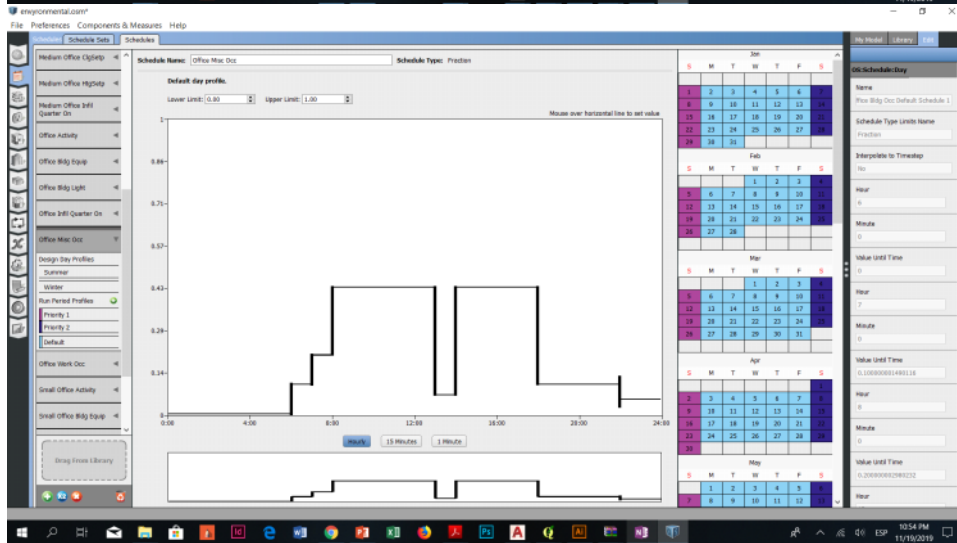 envyronmental.osm*
File Preferences Components & Measures Help
Schedules Schedule Sets Schedules
My Model Library Edit
Medium Office ClgSetp
Medium Office HtgSetp
Medium Office Infil
Quarter On
Office Activity
Office Bldg Equip
Office Bldg Light
Office Infil Quarter On
Office Misc Occ
Design Day Profiles
Summer
Winter
Run Period Profiles
Priority 1
Priority 2
Default
Office Work Occ
Small Office Activity
Small Office Bldg Equip
Drag From Library
Schedule Name: Office Misc Occ Schedule Type: Fraction
Default day profile.
Lower Limit: 0.00 Upper Limit: 1.00
Mouse over horizontal line to set value
1
0.86
0.71
0.57
0.43
0.29
0.14
0
0:00 4:00 8:00 12:00 16:00 20:00 24:00
Hourly 15 Minutes 1 Minute
Jan
S M T W T F S
1 2 3 4 5 6 7
8 9 10 11 12 13 14
15 16 17 18 19 20 21
22 23 24 25 26 27 28
29 30 31
Feb
S M T W T F S
1 2 3 4
5 6 7 8 9 10 11
12 13 14 15 16 17 18
19 20 21 22 23 24 25
26 27 28
Mar
S M T W T F S
1 2 3 4
5 6 7 8 9 10 11
12 13 14 15 16 17 18
19 20 21 22 23 24 25
26 27 28 29 30 31
Apr
S M T W T F S
1
2 3 4 5 6 7 8
9 10 11 12 13 14 15
16 17 18 19 20 21 22
23 24 25 26 27 28 29
30
May
S M T W T F S
1 2 3 4 5 6
7 8 9 10 11 12 13
OS:Schedule:Day
Name
ffice Bldg Occ Default Schedule 1
Schedule Type Limits Name
Fraction
Interpolate to Timestep
No
Hour
6
Minute
0
Value Until Time
0
Hour
7
Minute
0
Value Until Time
0.100000001490116
Hour
8
Minute
0
Value Until Time
0.200000002980232
Hour
ESP
10:54 PM
11/19/2019